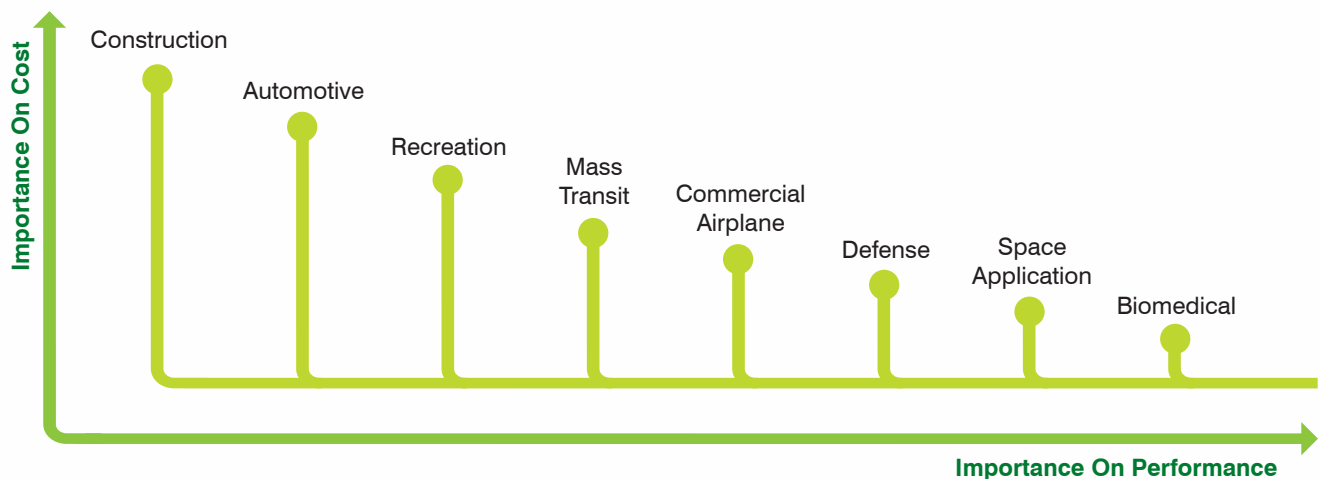 Importance On Cost
Construction
Automotive
Recreation
Mass
Transit
Commercial
Airplane
Defense
Space
Application
Biomedical
Importance On Performance